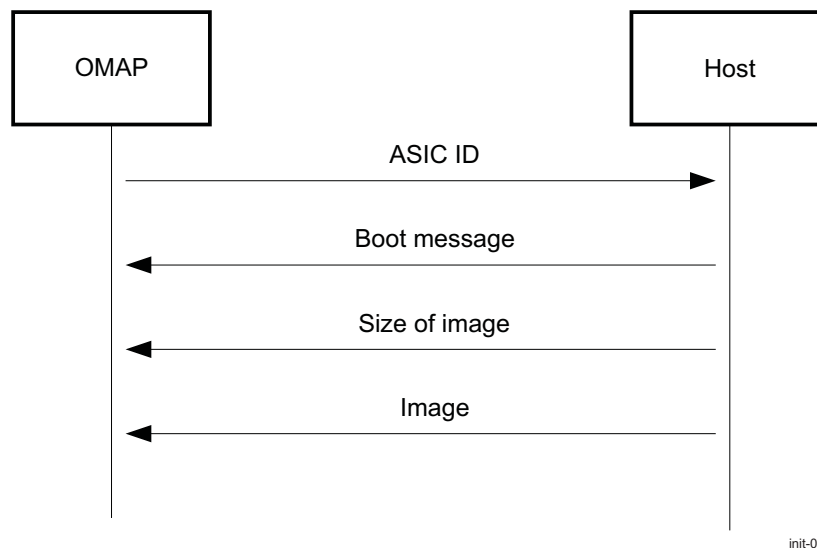 OMAP
Host
ASIC ID
Boot message
Size of image
Image
init-0